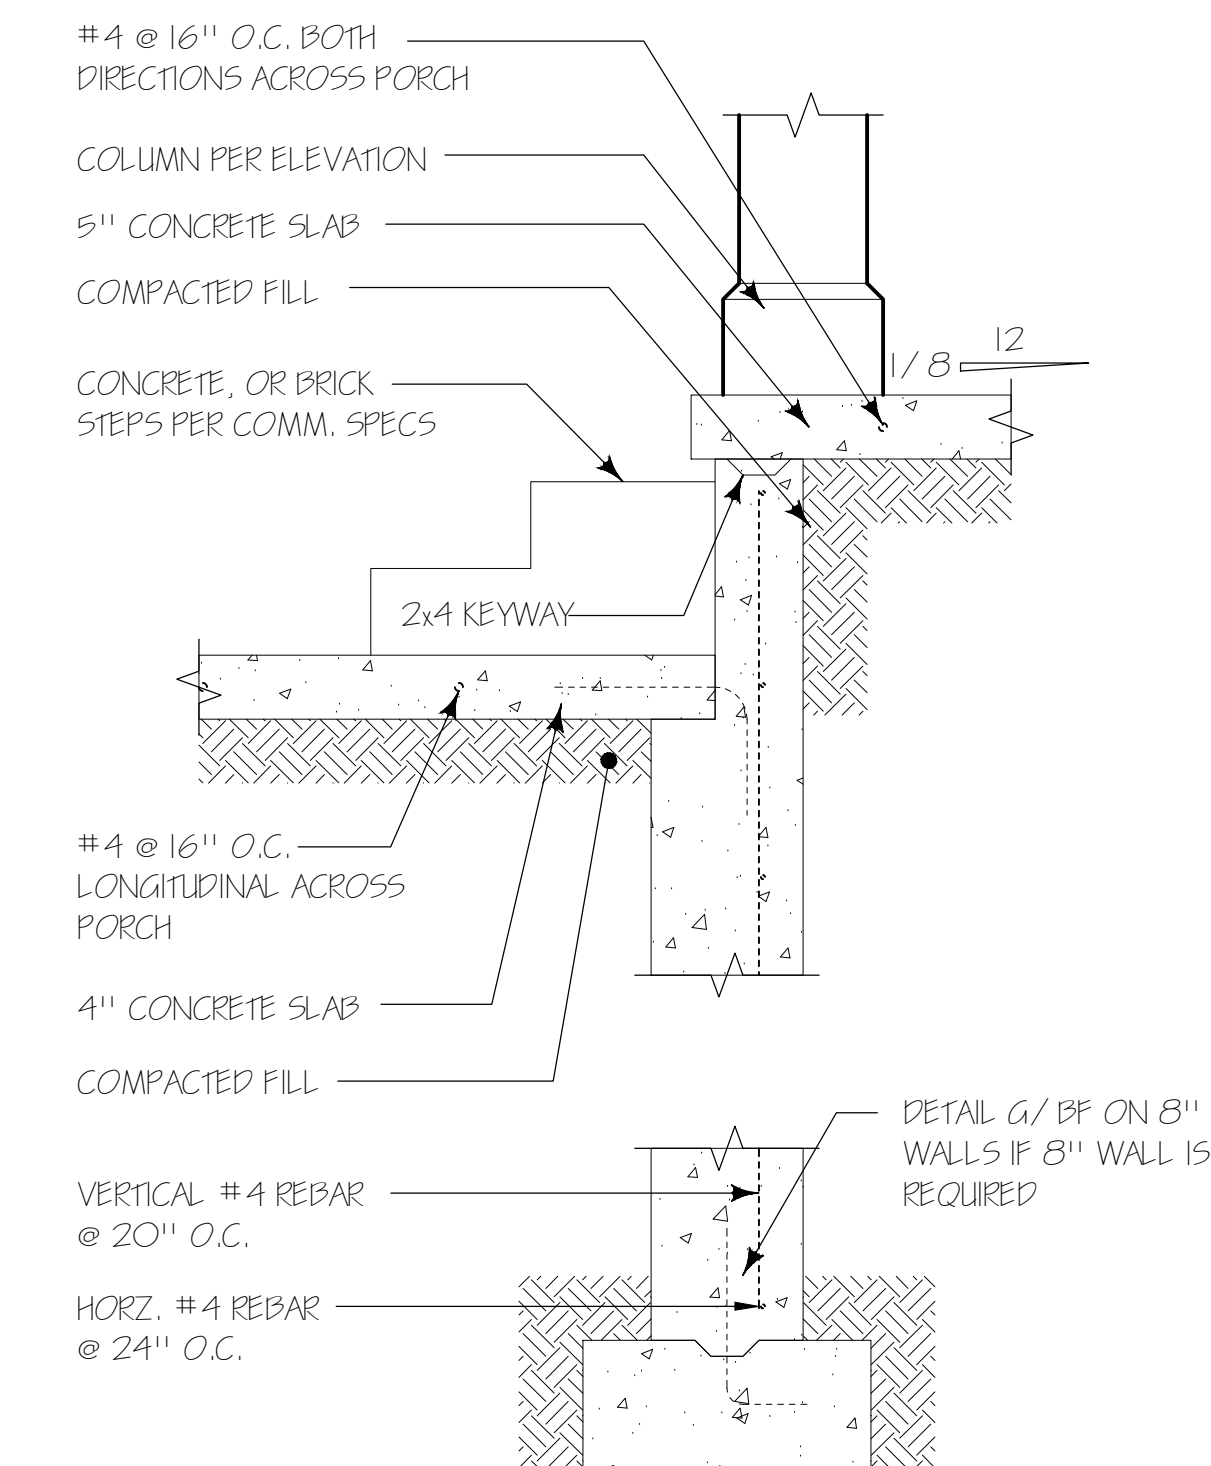 #4 @ 16" O.C. BOTH
DIRECTIONS ACROSS PORCH
COLUMN PER ELEVATION
5" CONCRETE SLAB
COMPACTED FILL
12
1/8
CONCRETE, OR BRICK
STEPS PER COMM. SPECS
2x4 KEYWAY
#4 @ 16" O.C.
LONGITUDINAL ACROSS
PORCH
4" CONCRETE SLAB
COMPACTED FILL
DETAIL G/ BF ON 8"
WALLS IF 8" WALL IS
REQUIRED
VERTICAL #4 REBAR
@ 20" O.C.
HORZ. #4 REBAR
@ 24" O.C.